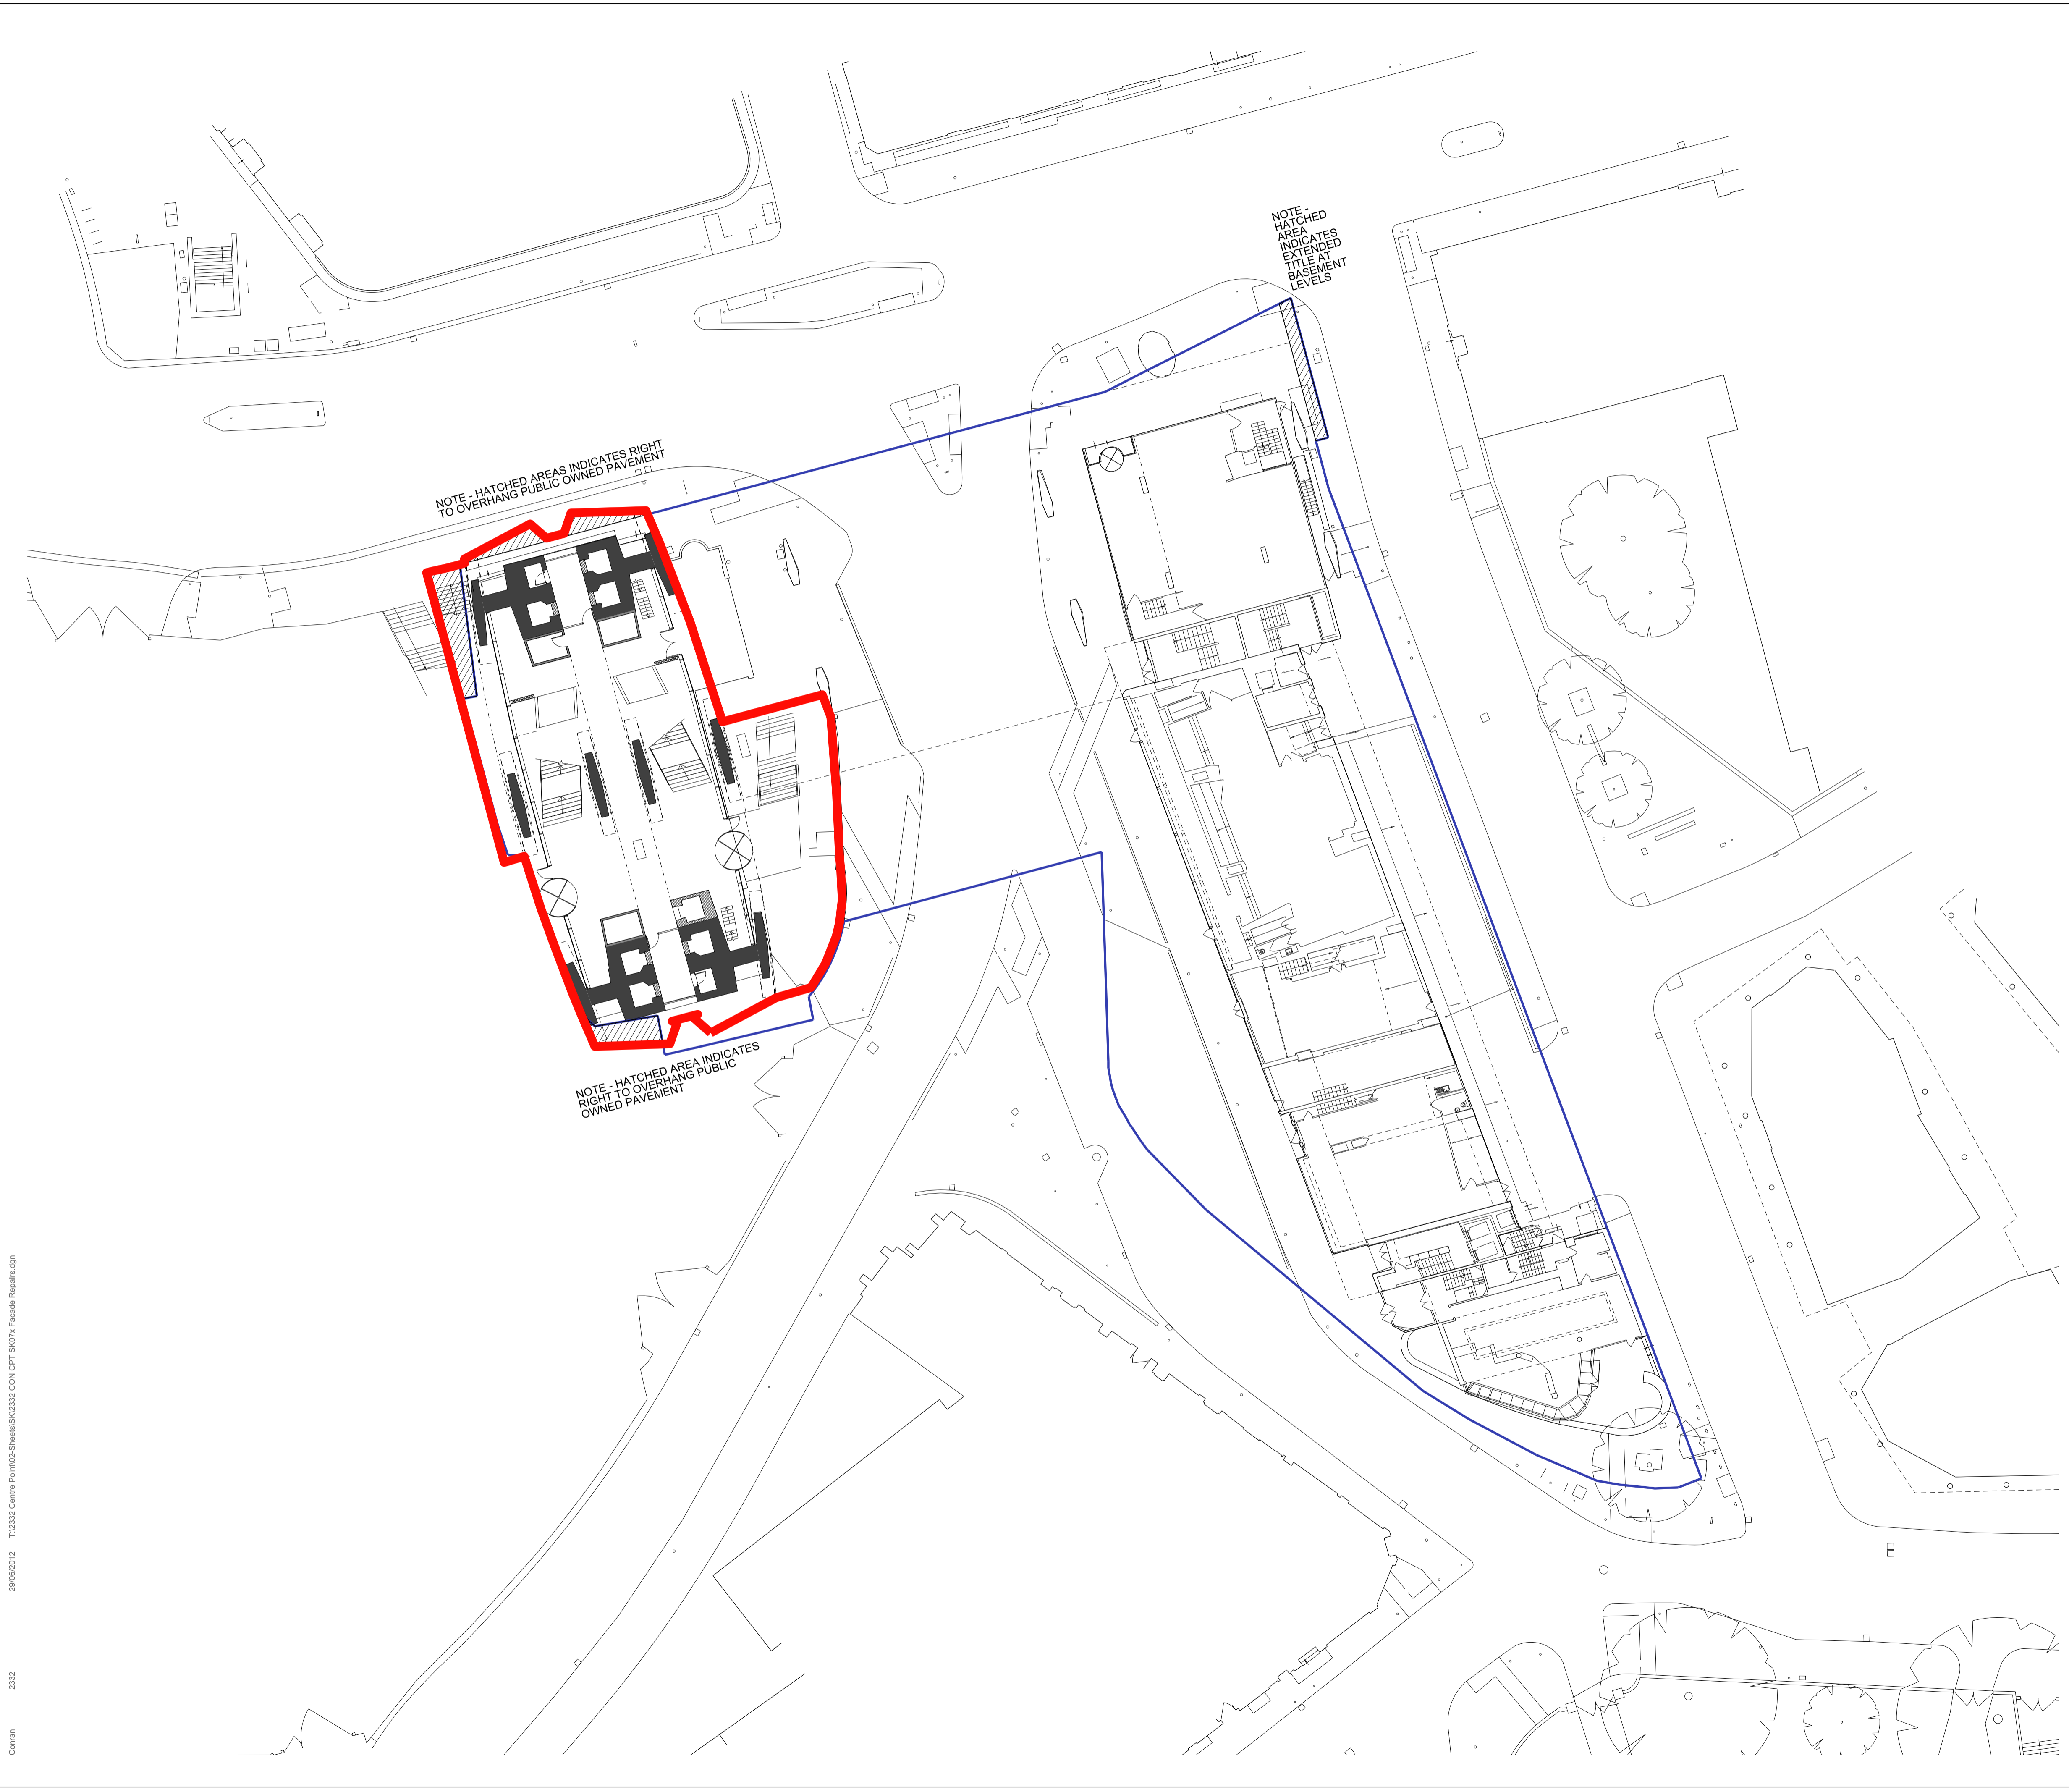 NOTE -
HATCHED
AREA
INDICATES
EXTENDED
TITLE AT
BASEMENT
LEVELS
NOTE - HATCHED AREAS INDICATES RIGHT
TO OVERHANG PUBLIC OWNED PAVEMENT
NOTE - HATCHED AREA INDICATES
RIGHT TO OVERHANG PUBLIC
OWNED PAVEMENT
Conran 2332 29/06/2012 T:\2332 Centre Point\02-Sheets\SK\2332 CON CPT SK07x Facade Repairs.dgn